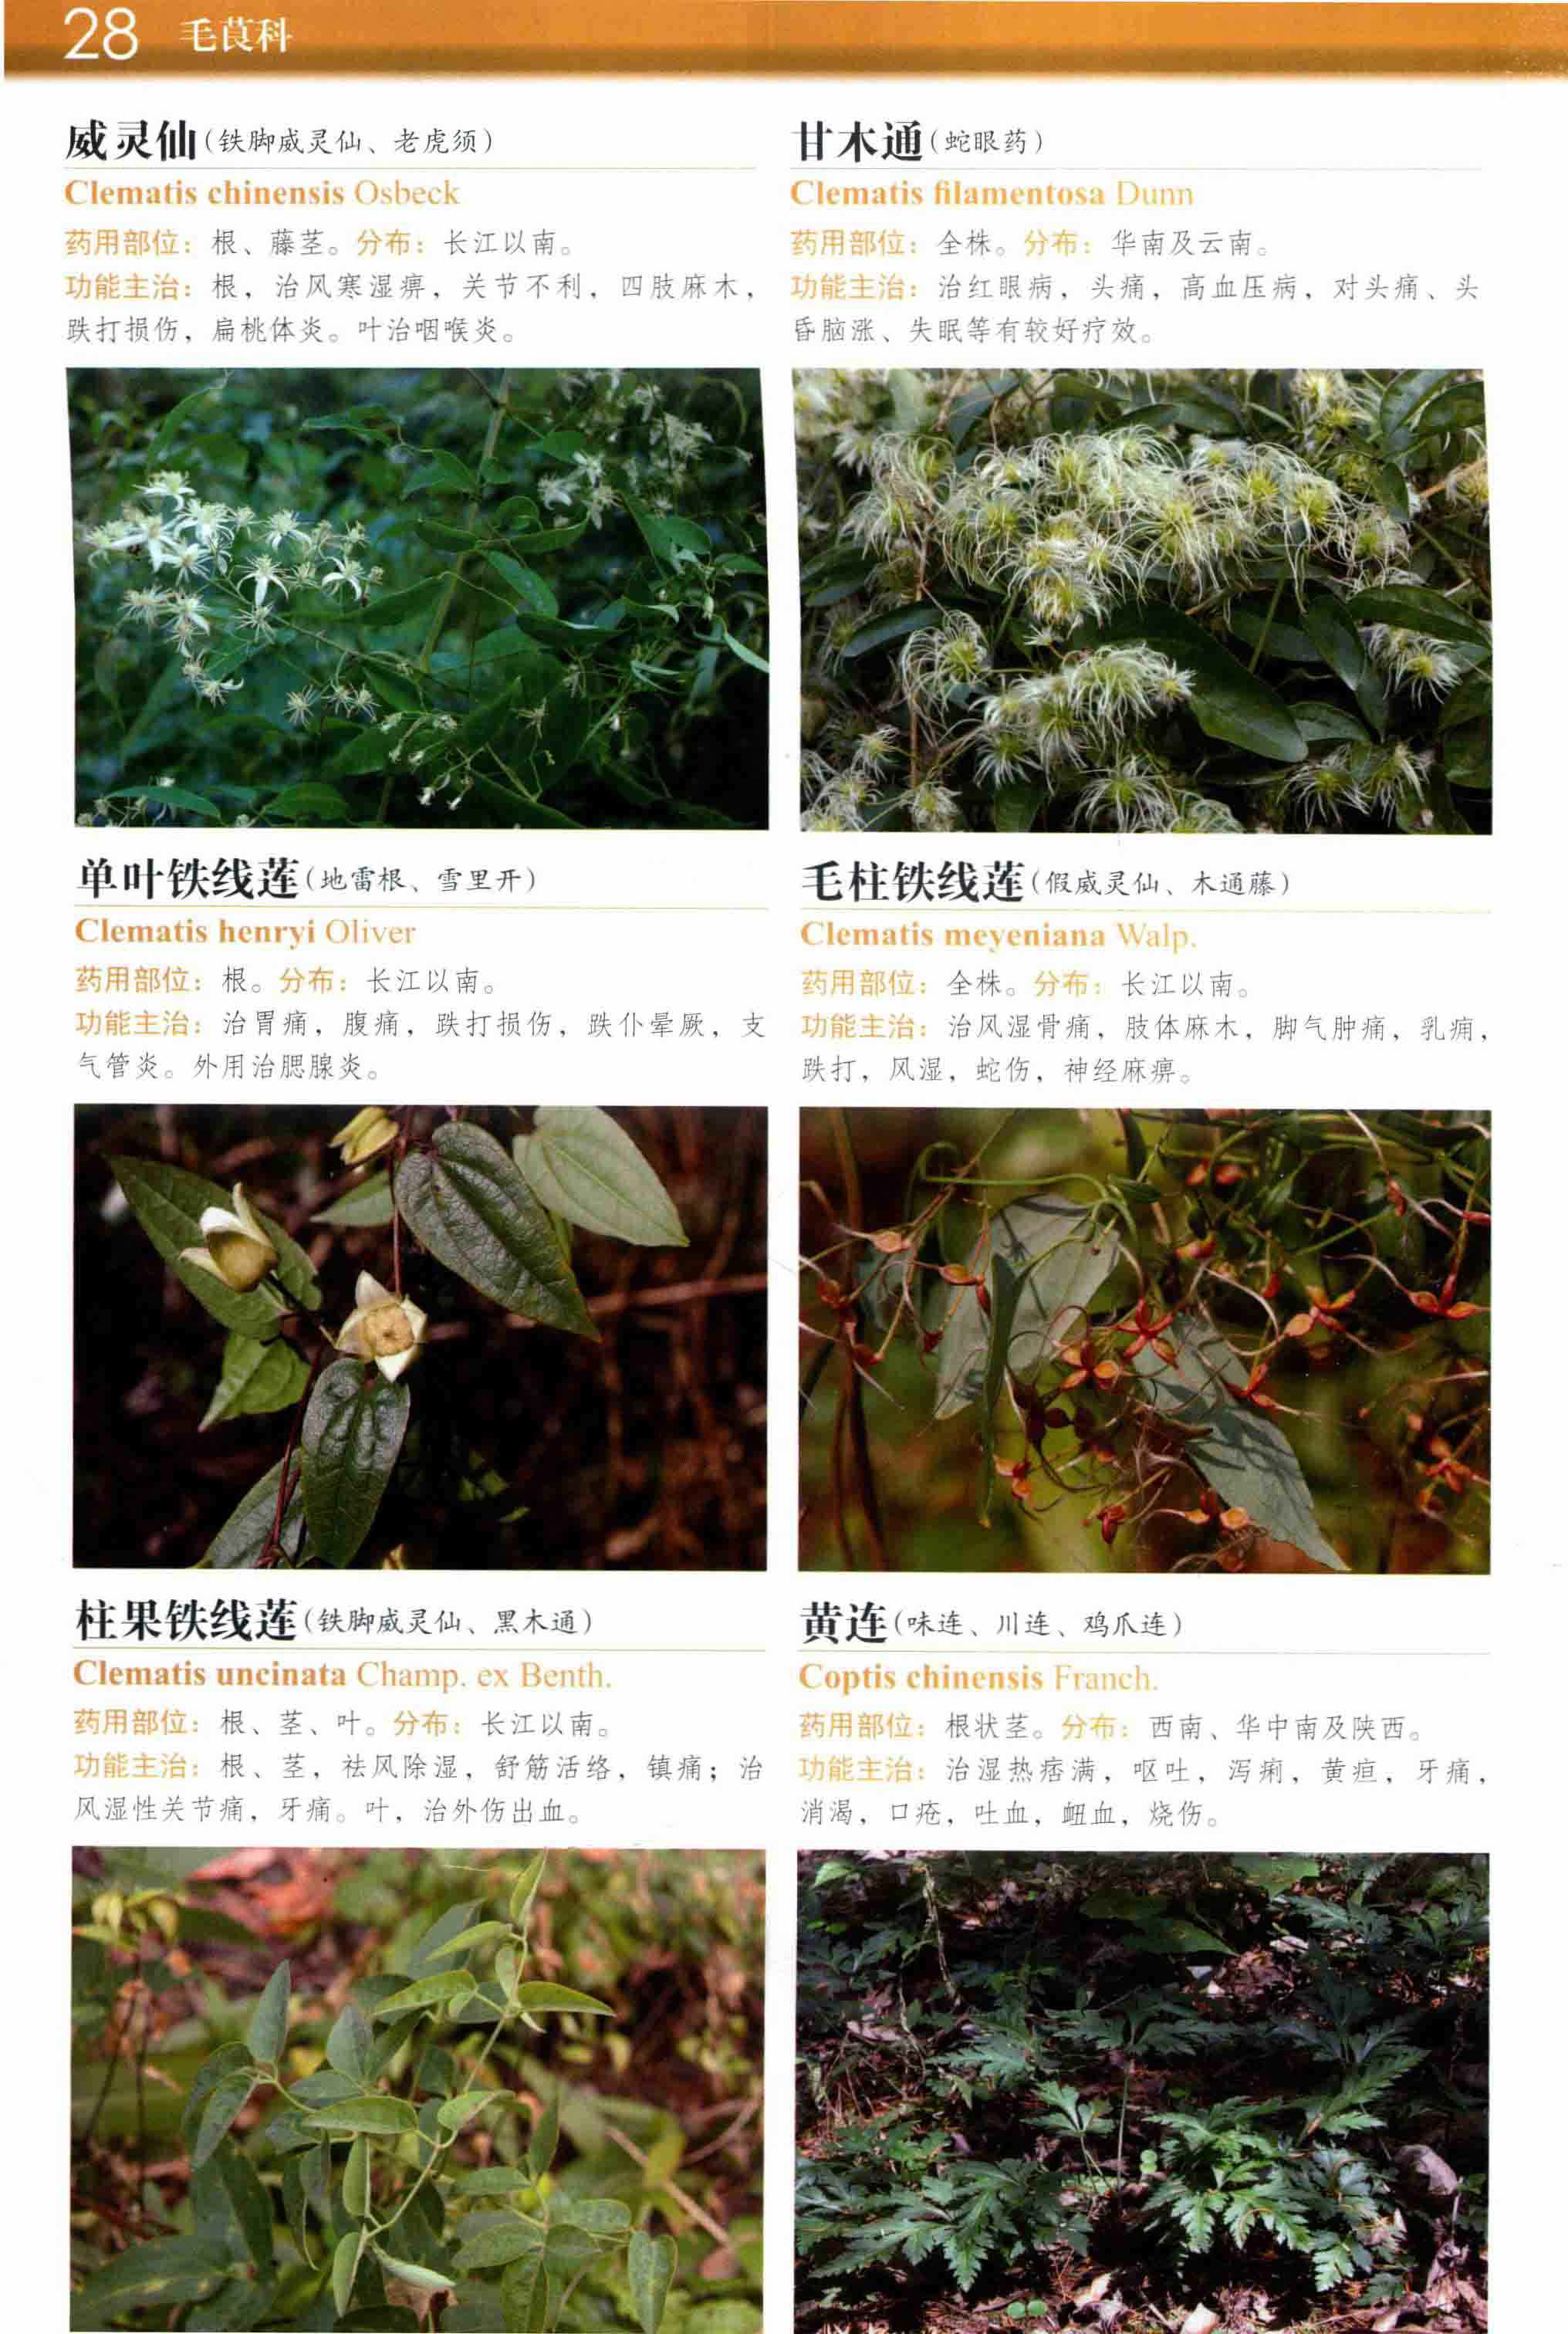 28 毛茛科
威灵仙(铁脚威灵仙、老虎须)
Clematis chinensis Osbeck
药用部位：根、藤茎。分布：长江以南。
功能主治：根，治风寒湿痹，关节不利，四肢麻木，
跌打损伤，扁桃体炎。叶治咽喉炎。
甘木通(蛇眼药)
Clematis filamentosa Dunn
药用部位：全株。分布：华南及云南。
功能主治：治红眼病，头痛，高血压病，对头痛、头
昏脑涨、失眠等有较好疗效。
单叶铁线莲(地雷根、雪里开)
Clematis henryi Oliver
药用部位：根。分布：长江以南。
功能主治：治胃痛，腹痛，跌打损伤，跌仆晕厥，支
气管炎。外用治腮腺炎。
毛柱铁线莲(假威灵仙、木通藤)
Clematis meyeniana Walp.
药用部位：全株。分布：长江以南。
功能主治：治风湿骨痛，肢体麻木，脚气肿痛，乳痈，
跌打，风湿，蛇伤，神经麻痹。
柱果铁线莲(铁脚威灵仙、黑木通)
Clematis uncinata Champ. ex Benth.
药用部位：根、茎、叶。分布：长江以南。
功能主治：根、茎，祛风除湿，舒筋活络，镇痛；治
风湿性关节痛，牙痛。叶，治外伤出血。
黄连(味连、川连、鸡爪连)
Coptis chinensis Franch.
药用部位：根状茎。分布：西南、华中南及陕西。
功能主治：治湿热痞满，呕吐，泻痢，黄疸，牙痛，
消渴，口疮，吐血，衄血，烧伤。